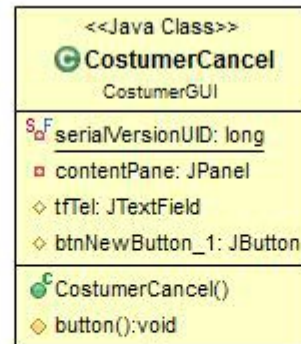 <<Java Class>>
CostumerCancel
CostumerGUI
serialVersionUID: long
contentPane: JPanel
tfTel: JTextField
btnNewButton_1: JButton
CostumerCancel()
button():void